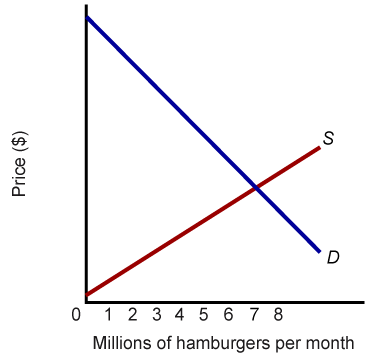 Price ($)
S
D
0 1 2 3 4 5 6 7 8
Millions of hamburgers per month